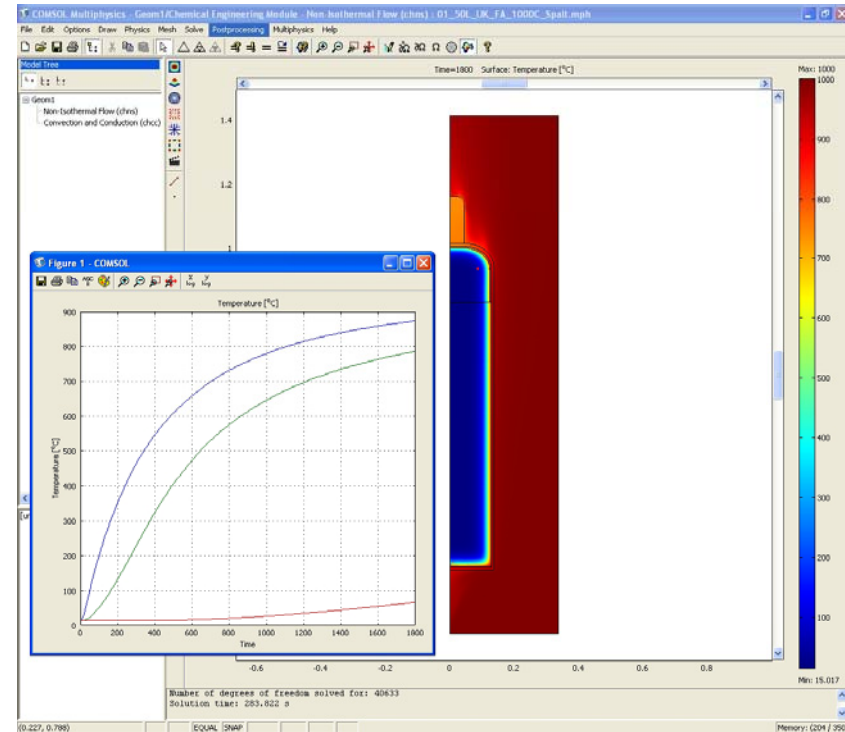 COMSOL Multiphysics - Geom1/Chemical Engineering Module - Non-Isothermal Flow (chns) : 01_50L_UK_FA_1000C_Spalt.mph
File Edit Options Draw Physics Mesh Solve Postprocessing Multiphysics Help
Model Tree
Geom1
Non-Isothermal Flow (chns)
Convection and Conduction (chcc)
Time=1800 Surface: Temperature [°C]
Max: 1000
1000
900
800
700
600
500
400
300
200
100
Min: 15.017
1.4
1.2
1
-0.6 -0.4 -0.2 0 0.2 0.4 0.6 0.8
Figure 1 - COMSOL
Temperature [°C]
900
800
700
600
500
400
300
200
100
0
Temperature [°C]
0 200 400 600 800 1000 1200 1400 1600 1800
Time
Number of degrees of freedom solved for: 40633
Solution time: 283.822 s
(0.227, 0.788)
EQUAL SNAP
Memory: (204 / 350